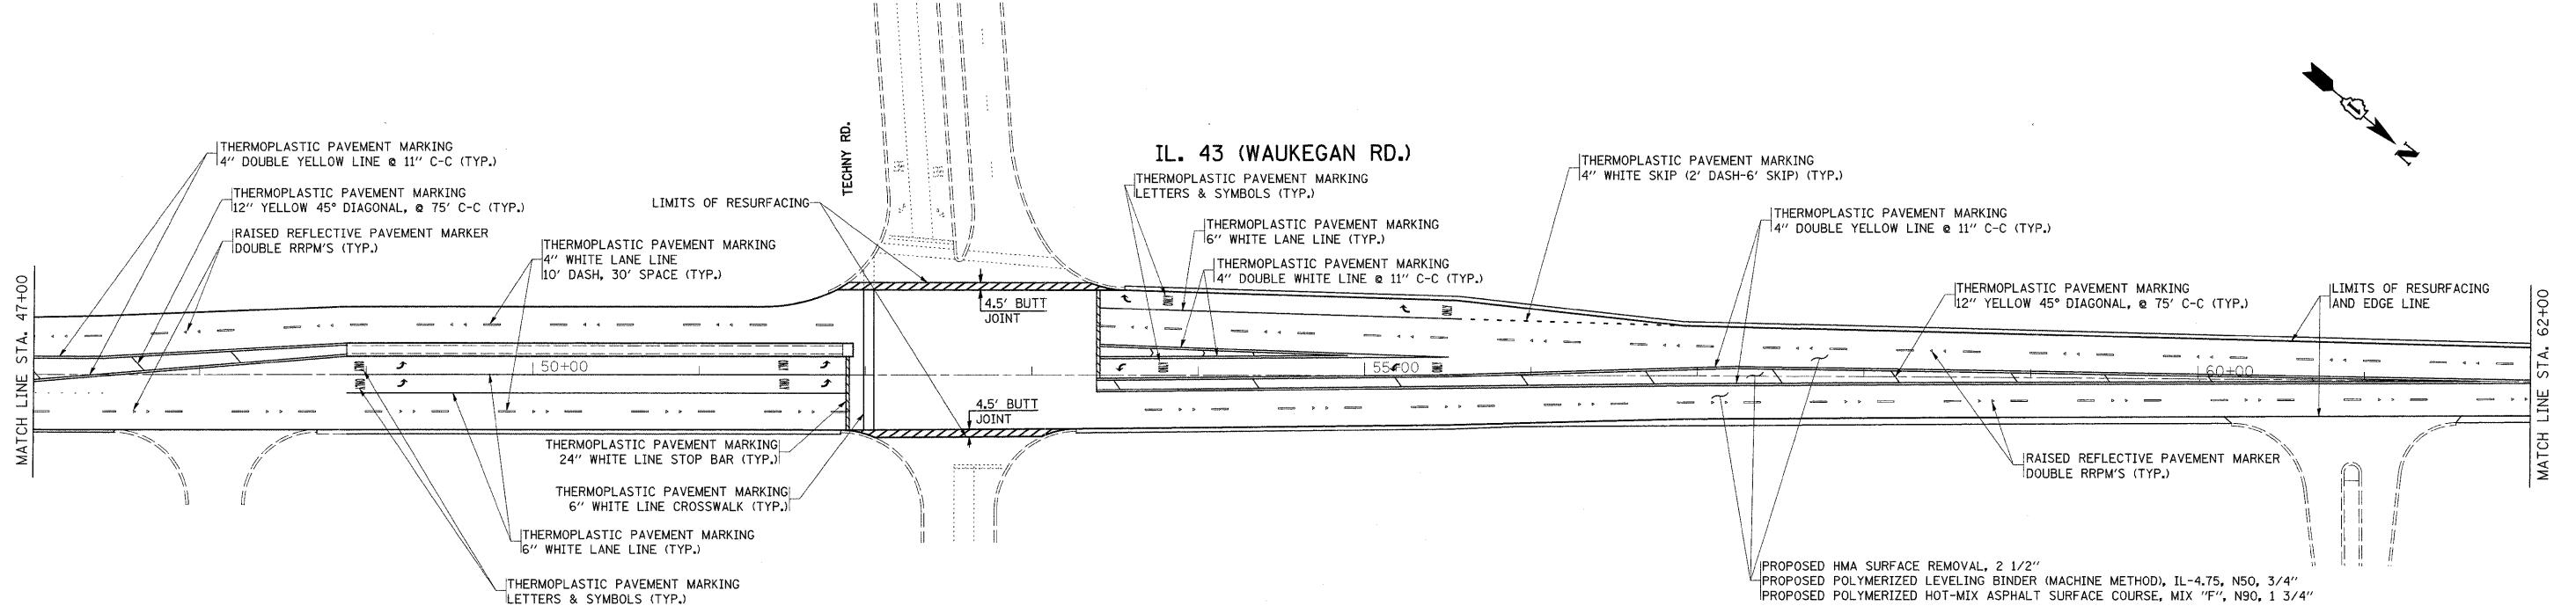 N
TECHNY RD.
IL. 43 (WAUKEGAN RD.)
THERMOPLASTIC PAVEMENT MARKING
4" DOUBLE YELLOW LINE @ 11" C-C (TYP.)
THERMOPLASTIC PAVEMENT MARKING
12" YELLOW 45° DIAGONAL, @ 75' C-C (TYP.)
RAISED REFLECTIVE PAVEMENT MARKER
DOUBLE RRPM'S (TYP.)
THERMOPLASTIC PAVEMENT MARKING
4" WHITE LANE LINE
10' DASH, 30' SPACE (TYP.)
LIMITS OF RESURFACING
THERMOPLASTIC PAVEMENT MARKING
LETTERS & SYMBOLS (TYP.)
THERMOPLASTIC PAVEMENT MARKING
6" WHITE LANE LINE (TYP.)
THERMOPLASTIC PAVEMENT MARKING
4" DOUBLE WHITE LINE @ 11" C-C (TYP.)
THERMOPLASTIC PAVEMENT MARKING
4" WHITE SKIP (2' DASH-6' SKIP) (TYP.)
THERMOPLASTIC PAVEMENT MARKING
4" DOUBLE YELLOW LINE @ 11" C-C (TYP.)
THERMOPLASTIC PAVEMENT MARKING
12" YELLOW 45° DIAGONAL, @ 75' C-C (TYP.)
LIMITS OF RESURFACING
AND EDGE LINE
MATCH LINE STA. 47+00
MATCH LINE STA. 62+00
4.5' BUTT
JOINT
ONLY
ONLY
50+00
55+00
60+00
ONLY
ONLY
ONLY
ONLY
ONLY
ONLY
4.5' BUTT
JOINT
THERMOPLASTIC PAVEMENT MARKING
24" WHITE LINE STOP BAR (TYP.)
THERMOPLASTIC PAVEMENT MARKING
6" WHITE LINE CROSSWALK (TYP.)
THERMOPLASTIC PAVEMENT MARKING
6" WHITE LANE LINE (TYP.)
THERMOPLASTIC PAVEMENT MARKING
LETTERS & SYMBOLS (TYP.)
RAISED REFLECTIVE PAVEMENT MARKER
DOUBLE RRPM'S (TYP.)
PROPOSED HMA SURFACE REMOVAL, 2 1/2"
PROPOSED POLYMERIZED LEVELING BINDER (MACHINE METHOD), IL-4.75, N50, 3/4"
PROPOSED POLYMERIZED HOT-MIX ASPHALT SURFACE COURSE, MIX "F", N90, 1 3/4"